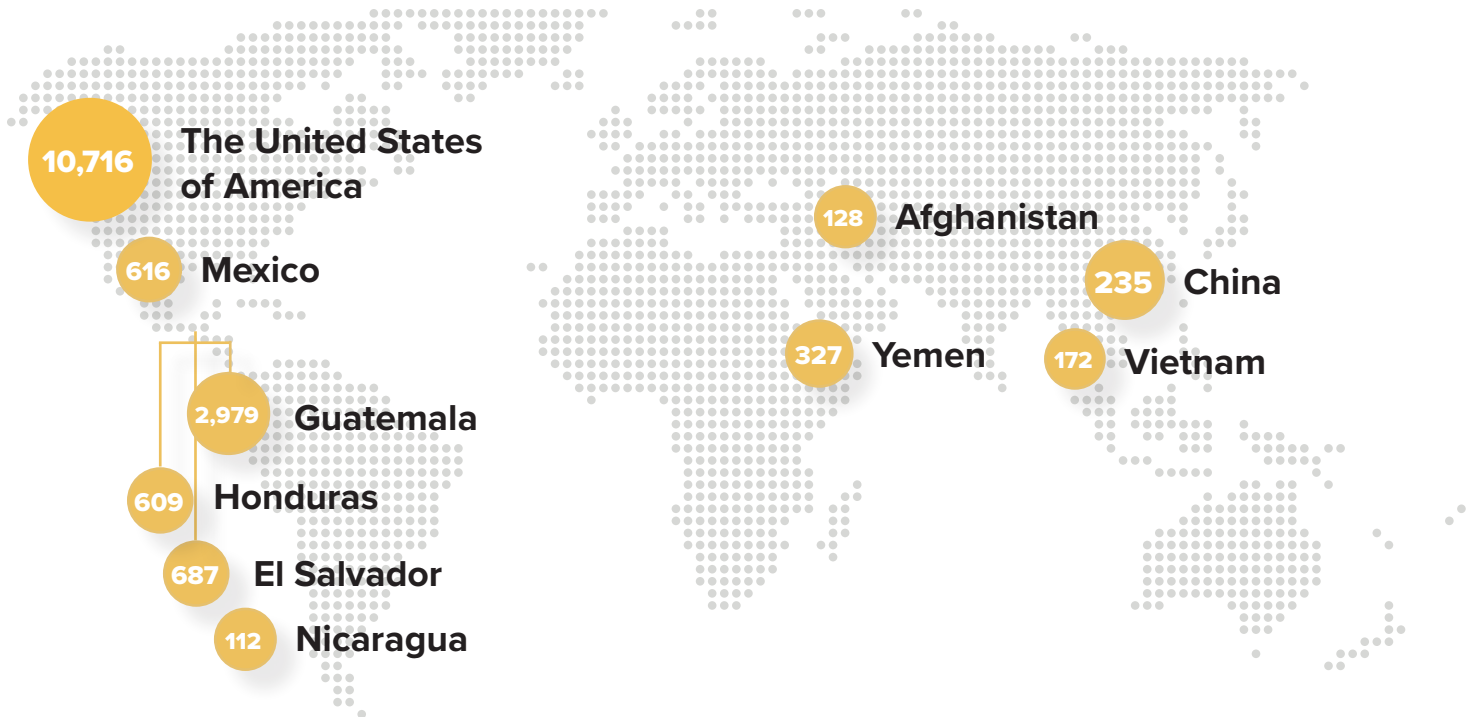 10,716
The United States
of America
616
Mexico
2,979
Guatemala
609
Honduras
687
El Salvador
112
Nicaragua
128
Afghanistan
327
Yemen
235
China
172
Vietnam